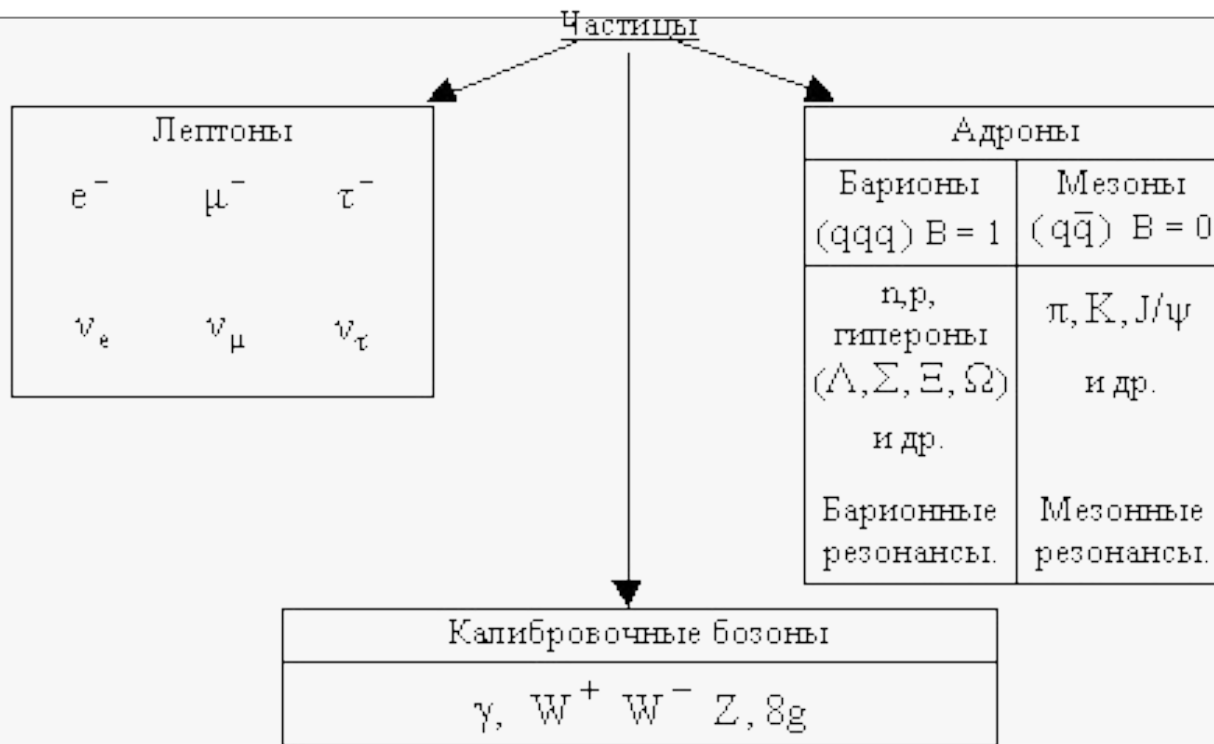 Частицы
Лептоны
e⁻ μ⁻ τ⁻
ν_e ν_μ ν_τ
Адроны
Барионы
(qqq) B = 1
n,p,
гипероны
(Λ, Σ, Ξ, Ω)
и др.
Барионные
резонансы.
Мезоны
(qq̅) B = 0
π, K, J/ψ
и др.
Мезонные
резонансы.
Калибровочные бозоны
γ, W⁺ W⁻ Z, 8g